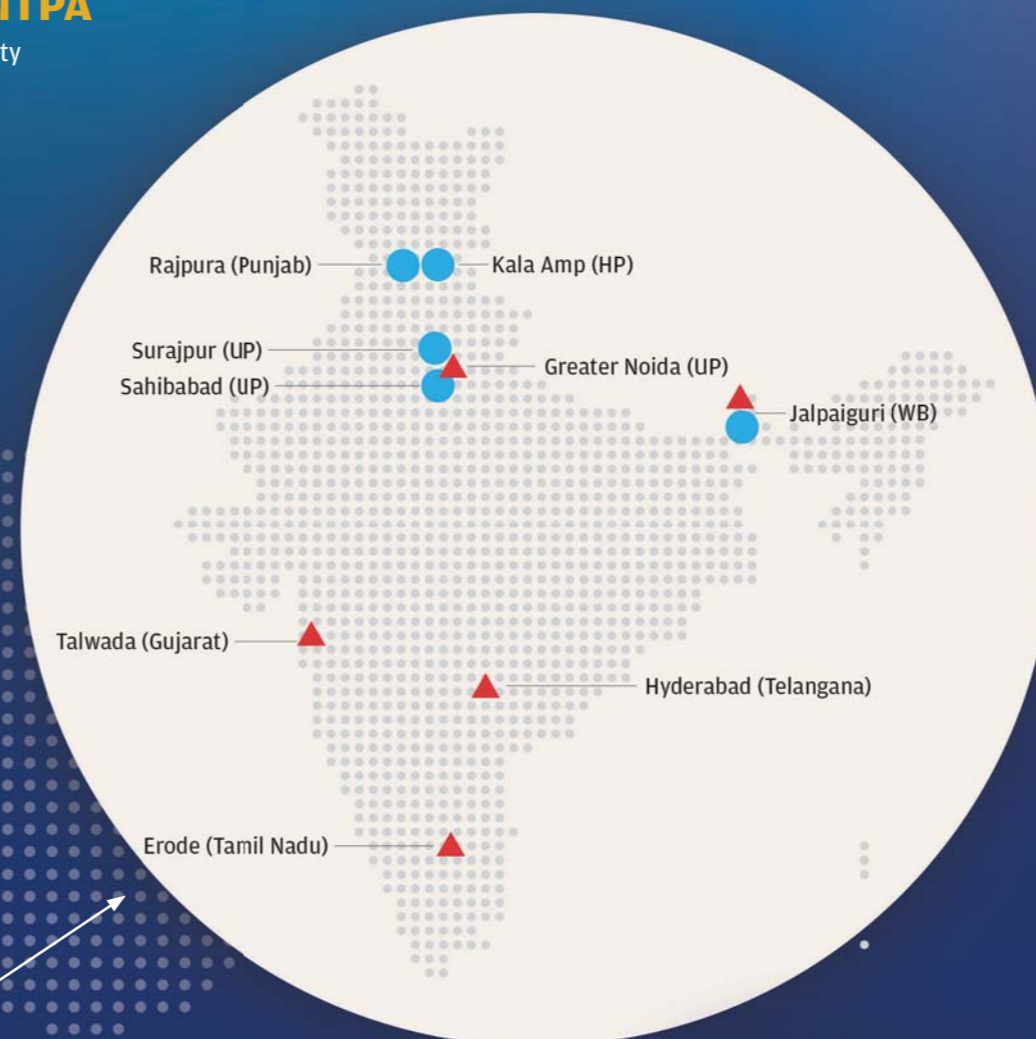 ty
Rajpura (Punjab)
Kala Amp (HP)
Surajpur (UP)
Sahibabad (UP)
Greater Noida (UP)
Jalpaiguri (WB)
Talwada (Gujarat)
Hyderabad (Telangana)
Erode (Tamil Nadu)